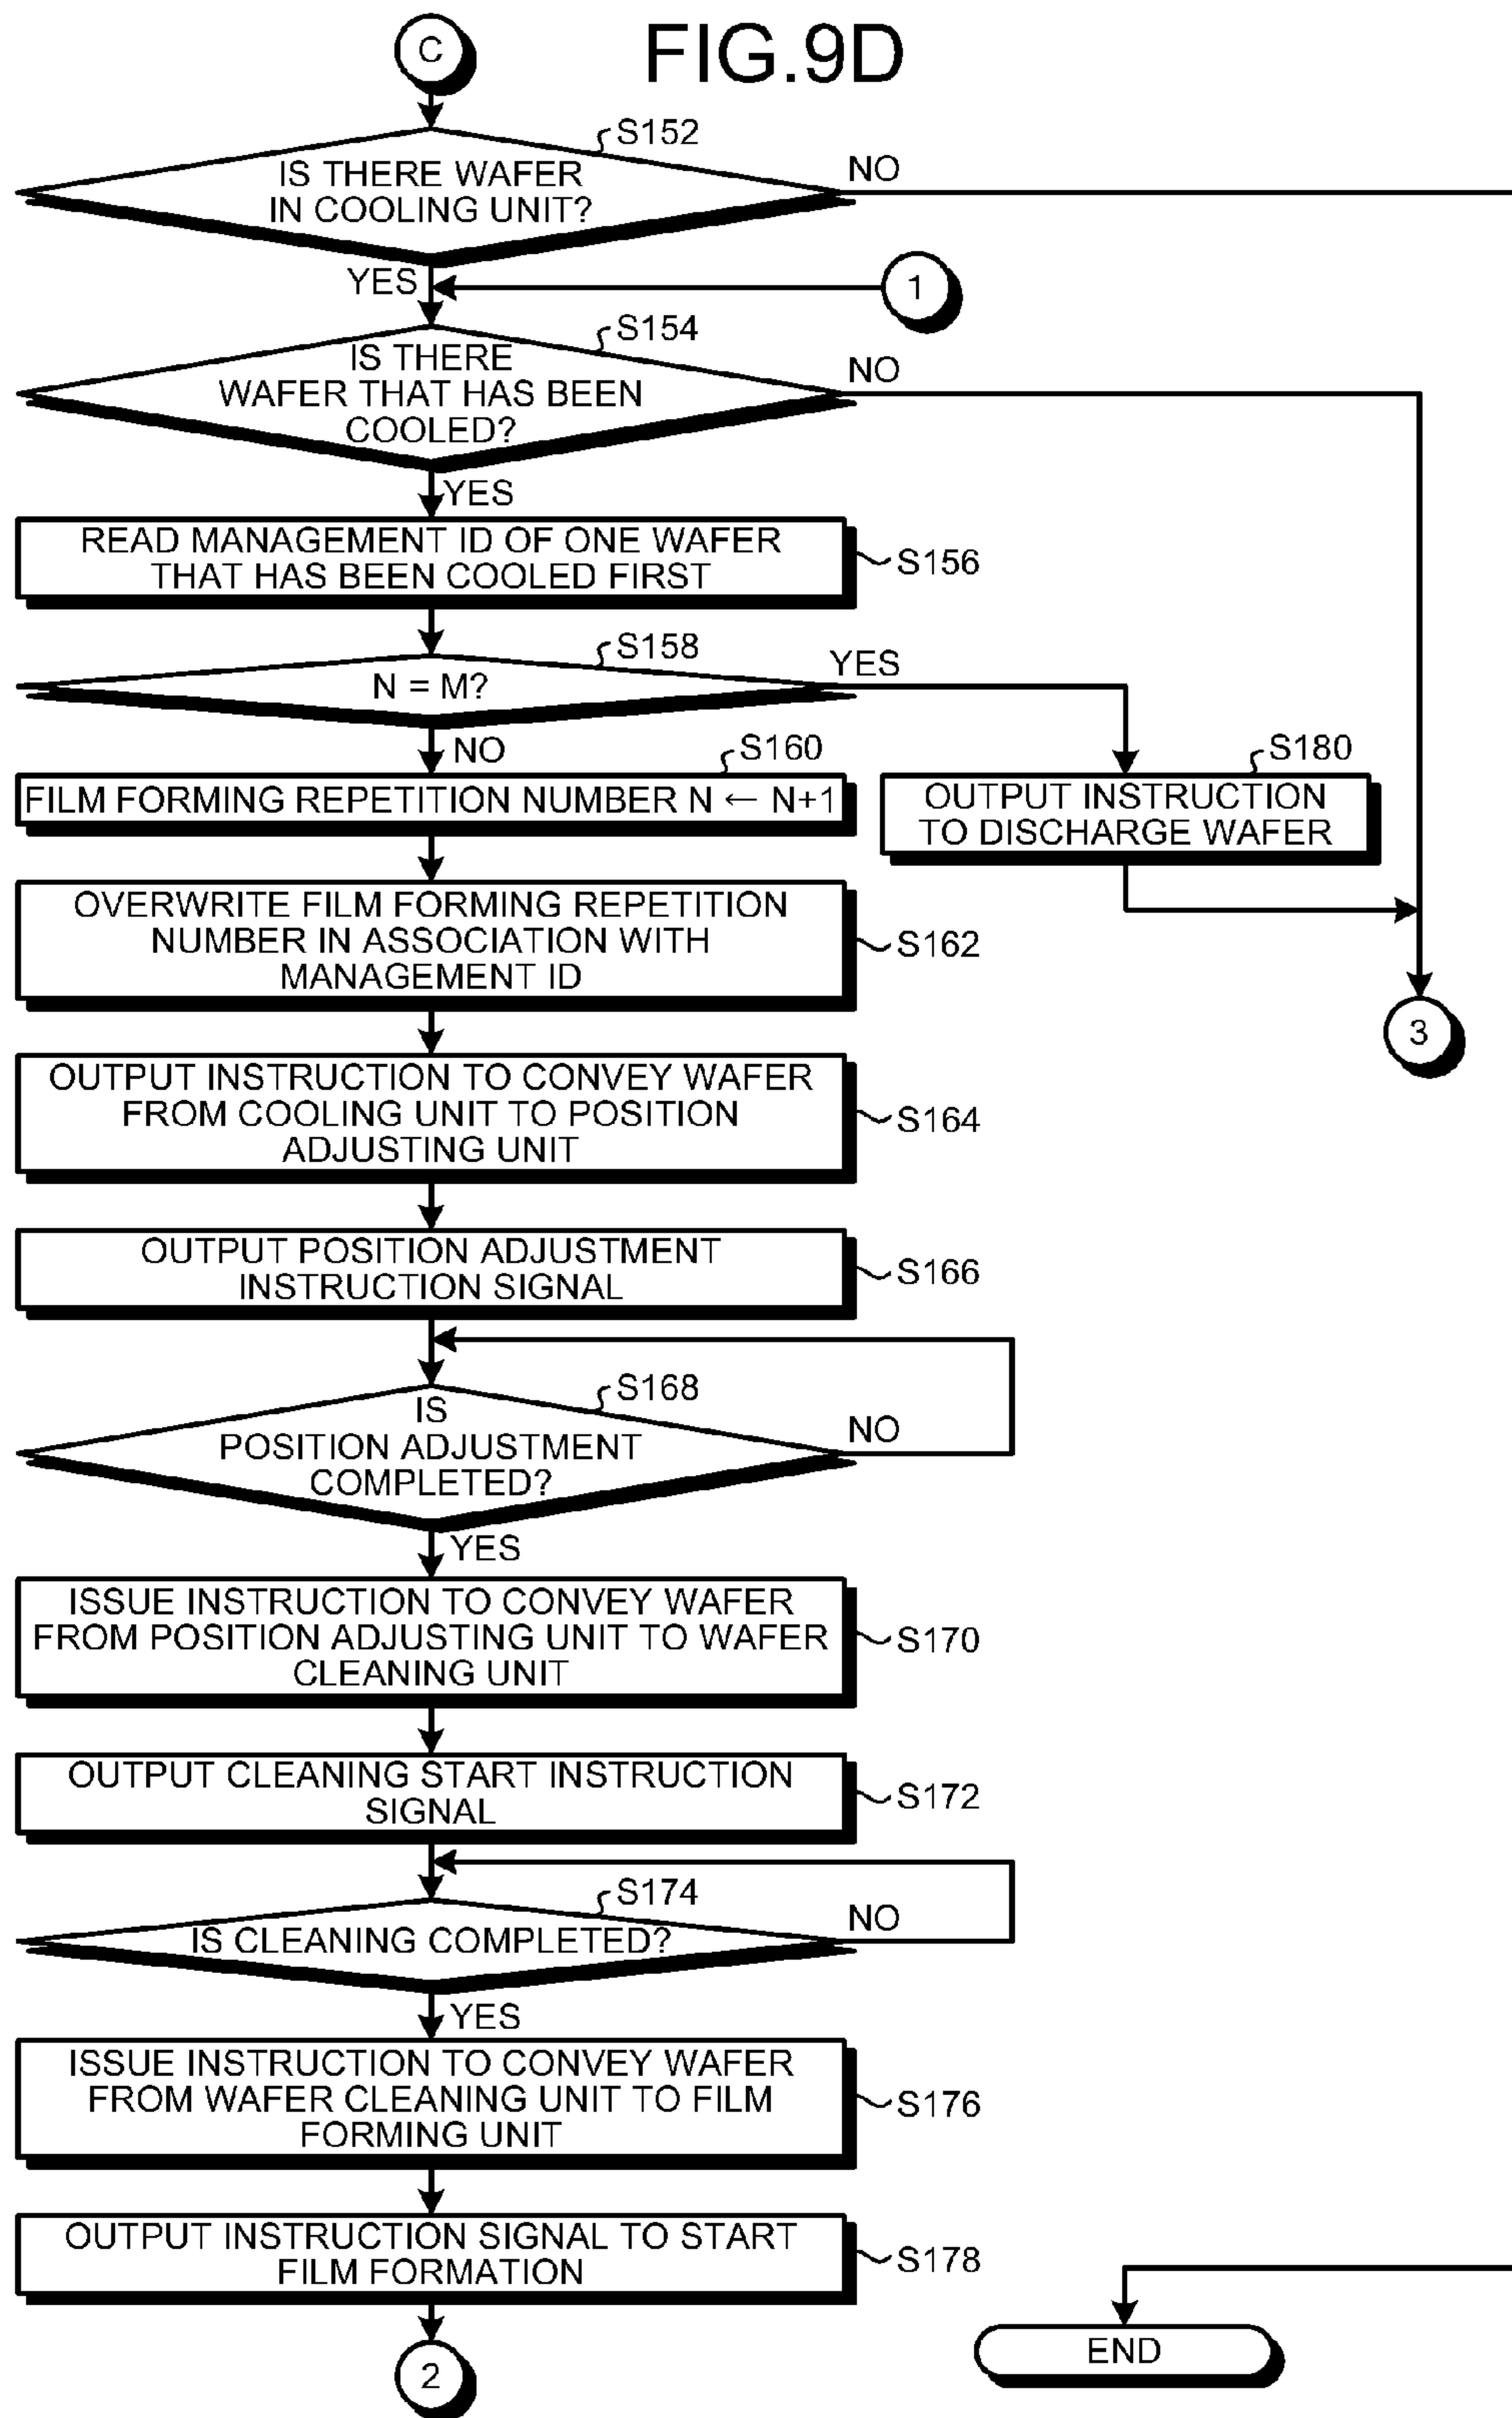 FIG.9D
C
S152
IS THERE WAFER
IN COOLING UNIT?
NO
YES
1
S154
IS THERE
WAFER THAT HAS BEEN
COOLED?
NO
YES
READ MANAGEMENT ID OF ONE WAFER
THAT HAS BEEN COOLED FIRST
S156
S158
N = M?
YES
NO
S160
FILM FORMING REPETITION NUMBER N ← N+1
S180
OUTPUT INSTRUCTION
TO DISCHARGE WAFER
OVERWRITE FILM FORMING REPETITION
NUMBER IN ASSOCIATION WITH
MANAGEMENT ID
S162
3
OUTPUT INSTRUCTION TO CONVEY WAFER
FROM COOLING UNIT TO POSITION
ADJUSTING UNIT
S164
OUTPUT POSITION ADJUSTMENT
INSTRUCTION SIGNAL
S166
S168
IS
POSITION ADJUSTMENT
COMPLETED?
NO
YES
ISSUE INSTRUCTION TO CONVEY WAFER
FROM POSITION ADJUSTING UNIT TO WAFER
CLEANING UNIT
S170
OUTPUT CLEANING START INSTRUCTION
SIGNAL
S172
S174
IS CLEANING COMPLETED?
NO
YES
ISSUE INSTRUCTION TO CONVEY WAFER
FROM WAFER CLEANING UNIT TO FILM
FORMING UNIT
S176
OUTPUT INSTRUCTION SIGNAL TO START
FILM FORMATION
S178
2
END